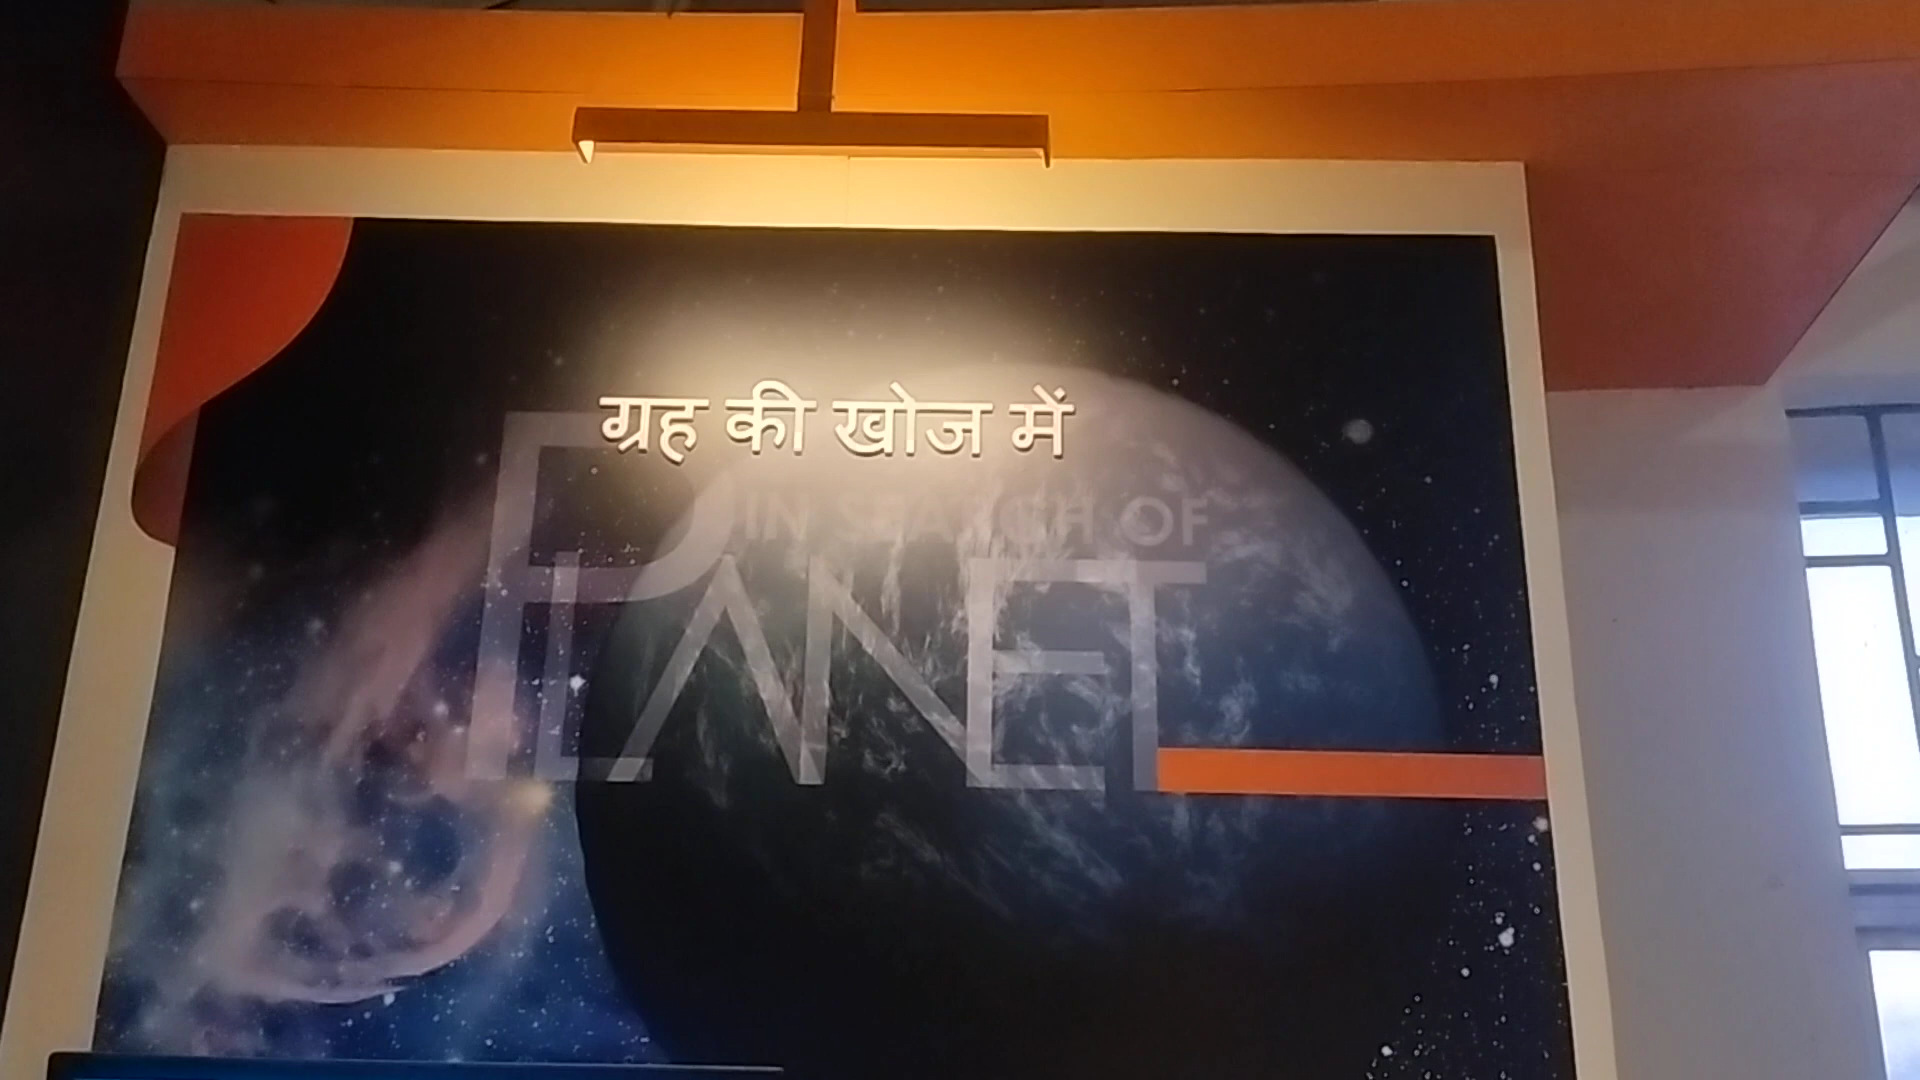 ग्रह की खोज में
IN SEARCH OF
PLANET